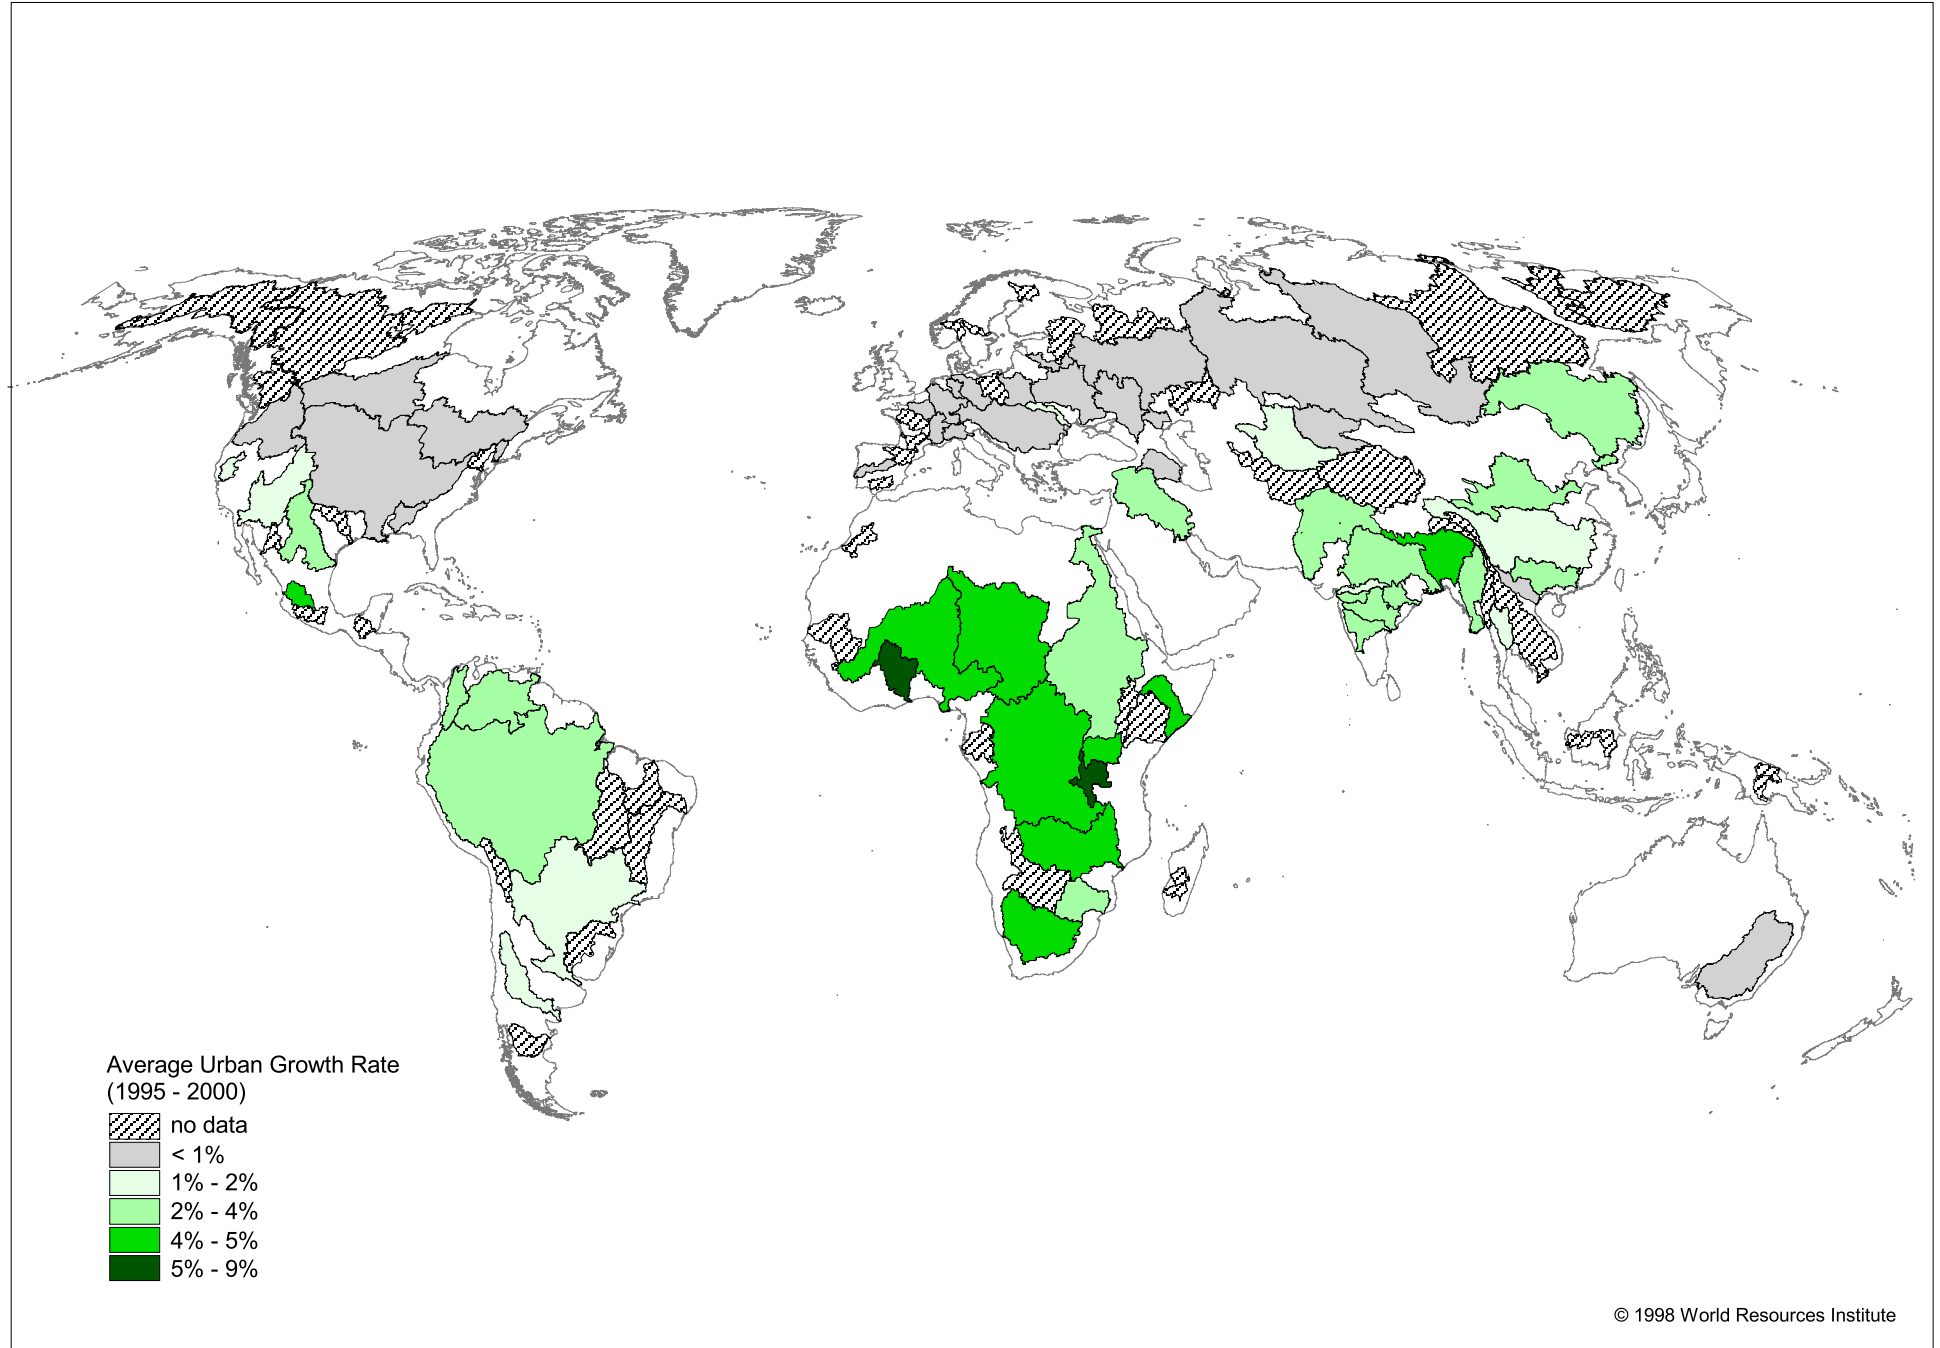 Average Urban Growth Rate
(1995 - 2000)
no data
< 1%
1% - 2%
2% - 4%
4% - 5%
5% - 9%
© 1998 World Resources Institute